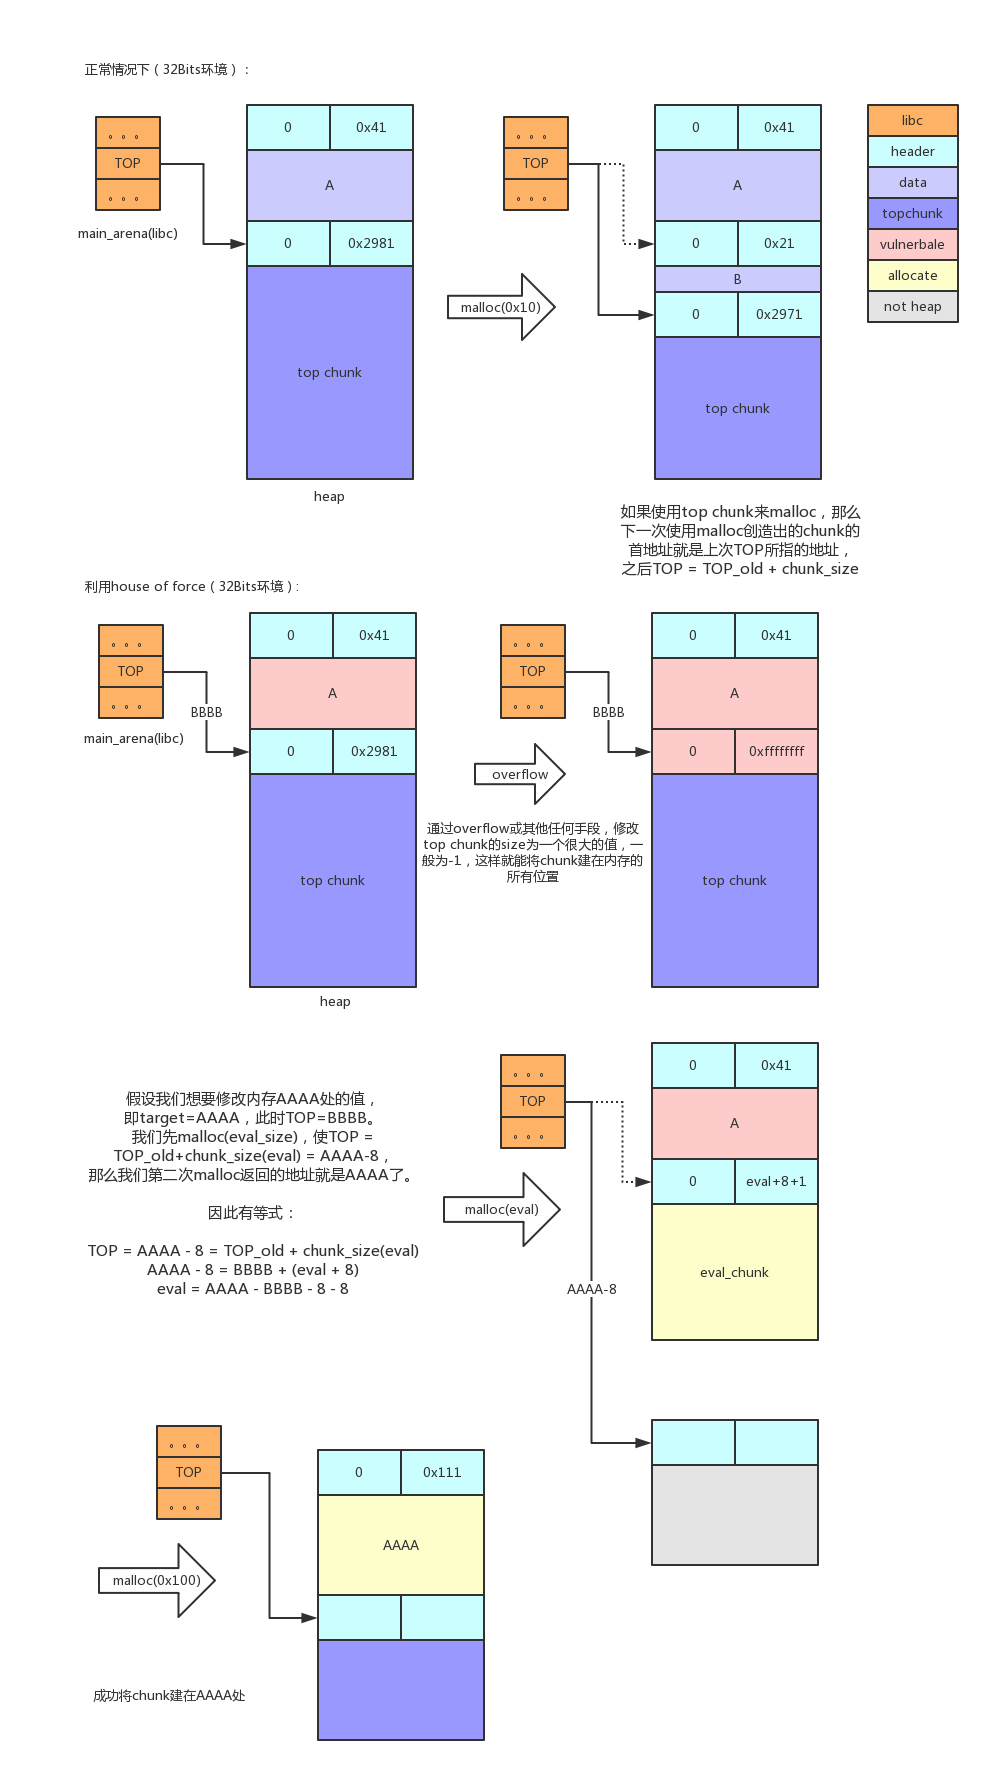 正常情况下（32Bits环境）：
。。。
TOP
。。。
main_arena(libc)
0 0x41
A
0 0x2981
top chunk
heap
malloc(0x10)
。。。
TOP
。。。
0 0x41
A
0 0x21
B
0 0x2971
top chunk
libc
header
data
topchunk
vulnerbale
allocate
not heap
如果使用top chunk来malloc，那么
下一次使用malloc创造出的chunk的
首地址就是上次TOP所指的地址，
之后TOP = TOP_old + chunk_size
利用house of force（32Bits环境）:
。。。
TOP
。。。
main_arena(libc)
BBBB
0 0x41
A
0 0x2981
top chunk
heap
overflow
通过overflow或其他任何手段，修改
top chunk的size为一个很大的值，一
般为-1，这样就能将chunk建在内存的
所有位置
。。。
TOP
。。。
BBBB
0 0x41
A
0 0xffffffff
top chunk
假设我们想要修改内存AAAA处的值，
即target=AAAA，此时TOP=BBBB。
我们先malloc(eval_size)，使TOP =
TOP_old+chunk_size(eval) = AAAA-8，
那么我们第二次malloc返回的地址就是AAAA了。
因此有等式：
TOP = AAAA - 8 = TOP_old + chunk_size(eval)
AAAA - 8 = BBBB + (eval + 8)
eval = AAAA - BBBB - 8 - 8
malloc(eval)
。。。
TOP
。。。
AAAA-8
0 0x41
A
0 eval+8+1
eval_chunk
malloc(0x100)
。。。
TOP
。。。
0 0x111
AAAA
成功将chunk建在AAAA处